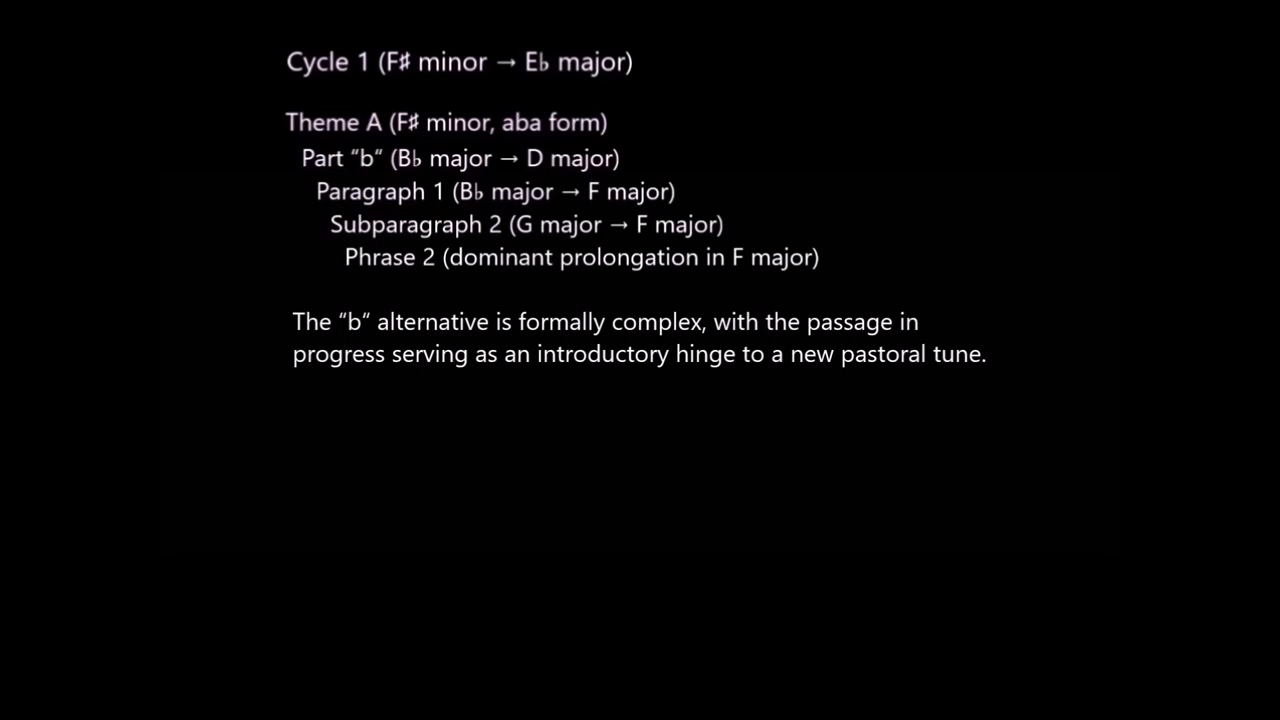 Cycle 1 (F♯ minor → E♭ major)
Theme A (F♯ minor, aba form)
Part “b“ (B♭ major → D major)
Paragraph 1 (B♭ major → F major)
Subparagraph 2 (G major → F major)
Phrase 2 (dominant prolongation in F major)
The “b“ alternative is formally complex, with the passage in
progress serving as an introductory hinge to a new pastoral tune.